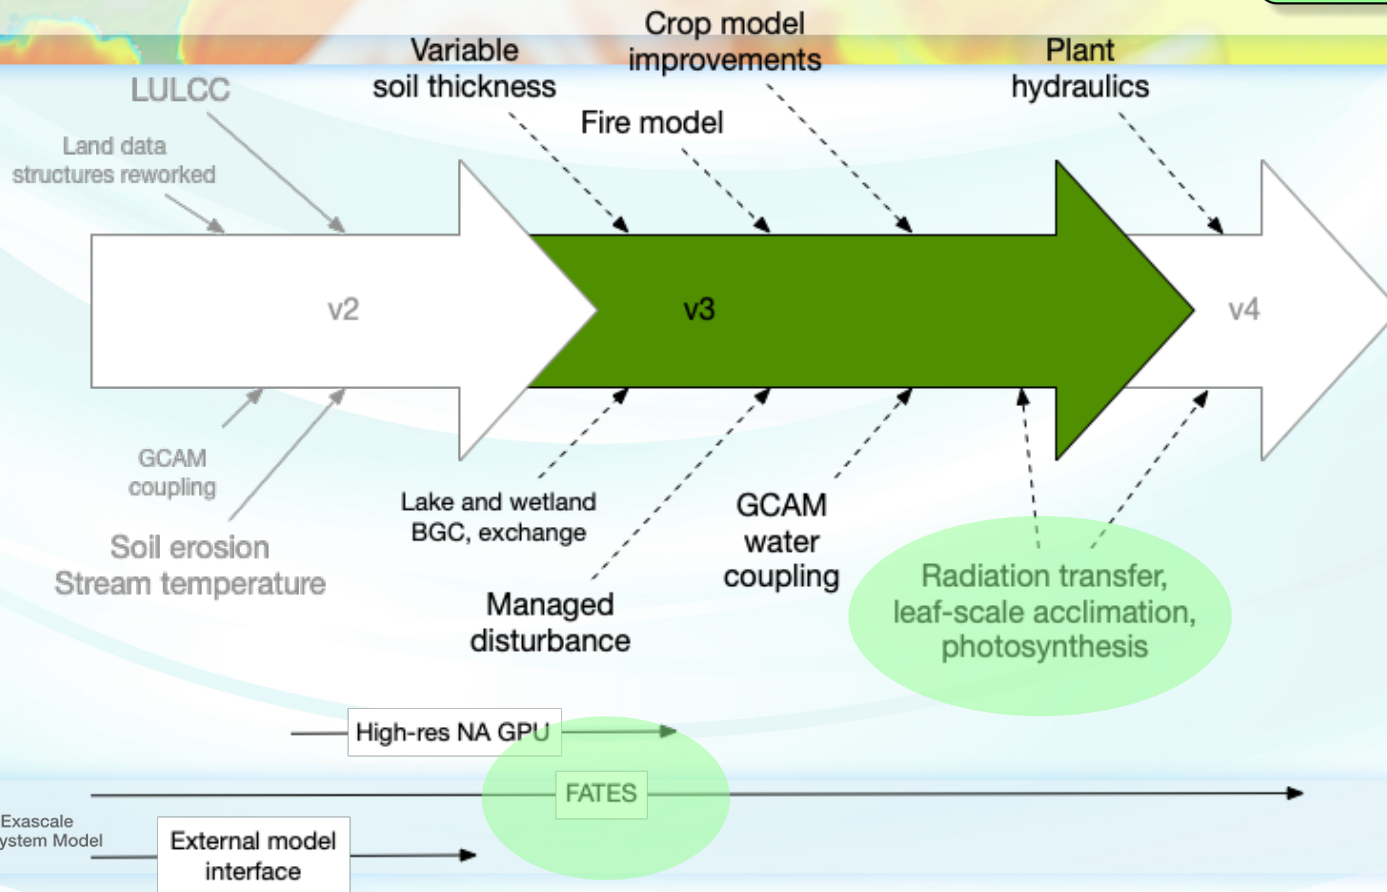 Crop model
improvements
Variable
soil thickness
Plant
hydraulics
LULCC
Fire model
Land data
structures reworked
v2
v3
v4
GCAM
coupling
Lake and wetland
BGC, exchange
GCAM
water
coupling
Soil erosion
Stream temperature
Radiation transfer,
leaf-scale acclimation,
photosynthesis
Managed
disturbance
High-res NA GPU
FATES
Exascale
ystem Model
External model
interface